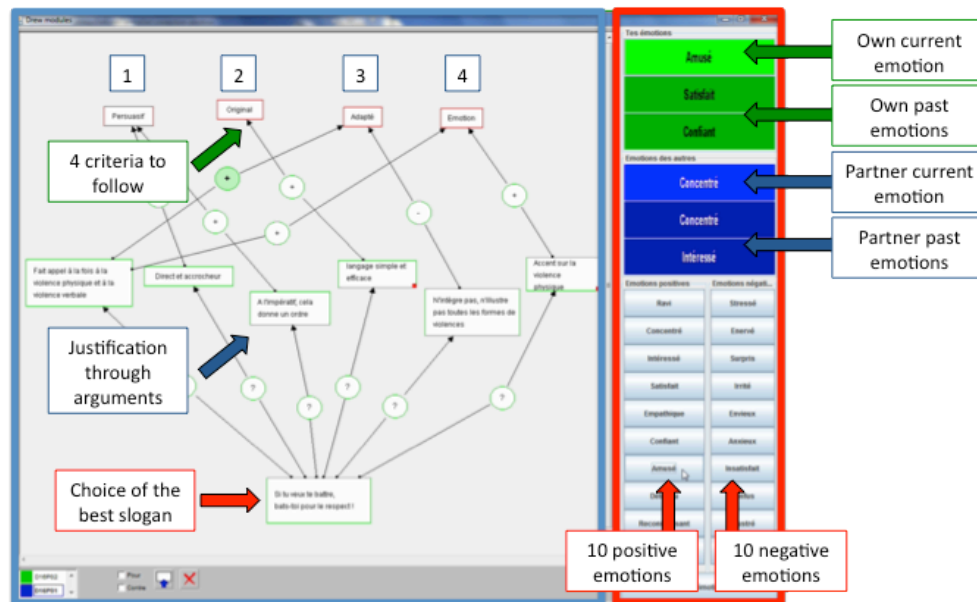 Drew modules
1
2
3
4
Persuasif
Original
Adapté
Emotion
4 criteria to
follow
+
+
+
+
-
+
Fait appel à la fois à la
violence physique et à la
violence verbale
Direct et accrocheur
A l'impératif, cela
donne un ordre
langage simple et
efficace
N'intègre pas, n'illustre
pas toutes les formes de
violences
Accent sur la
violence
physique
Justification
through
arguments
?
?
?
?
?
?
Choice of the
best slogan
Si tu veux te battre,
bats-toi pour le respect !
Pour
Contre
Tes émotions
Amusé
Satisfait
Confiant
Emotions des autres
Concentré
Concentré
Intéressé
Emotions positives
Emotions négati...
Ravi
Stressé
Concentré
Enervé
Intéressé
Surpris
Satisfait
Irrité
Empathique
Envieux
Confiant
Anxieux
Amusé
Insatisfait
10 positive
emotions
10 negative
emotions
Own current
emotion
Own past
emotions
Partner current
emotion
Partner past
emotions